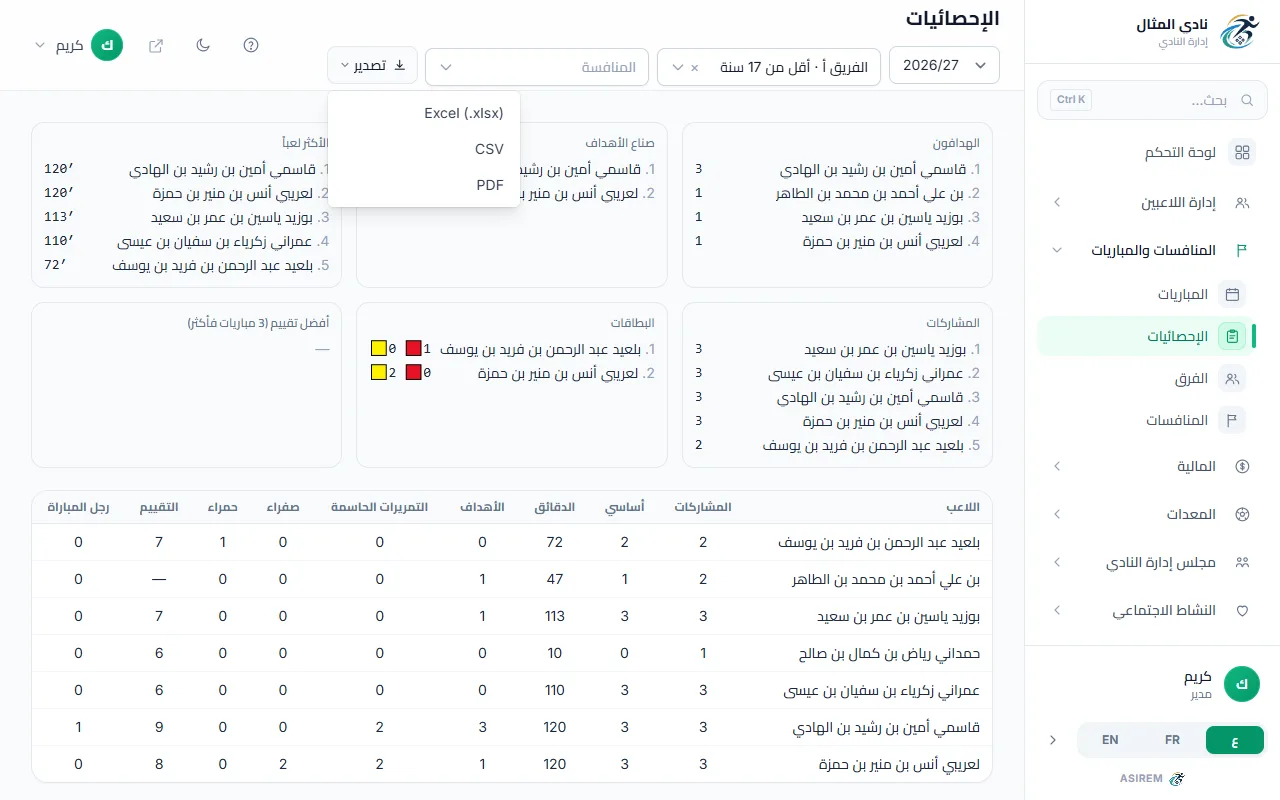 نادي المثال
إدارة النادي
بحث...
Ctrl K
لوحة التحكم
إدارة اللاعبين
المنافسات والمباريات
المباريات
الإحصائيات
الفرق
المنافسات
المالية
المعدات
مجلس إدارة النادي
النشاط الاجتماعي
ك
كريم
مدير
ع FR EN
ASIREM
الإحصائيات
2026/27
الفريق أ · أقل من 17 سنة ×
المنافسة
تصدير
ك كريم
Excel (.xlsx)
CSV
PDF
الهدافون
1. قاسمي أمين بن رشيد بن الهادي 3
2. بن علي أحمد بن محمد بن الطاهر 1
3. بوزيد ياسين بن عمر بن سعيد 1
4. لعريبي أنس بن منير بن حمزة 1
صناع الأهداف
1. قاسمي أمين بن رشيد
2. لعريبي أنس بن منير
الأكثر لعباً
1. قاسمي أمين بن رشيد بن الهادي 120′
2. لعريبي أنس بن منير بن حمزة 120′
3. بوزيد ياسين بن عمر بن سعيد 113′
4. عمراني زكرياء بن سفيان بن عيسى 110′
5. بلعيد عبد الرحمن بن فريد بن يوسف 72′
المشاركات
1. بوزيد ياسين بن عمر بن سعيد 3
2. عمراني زكرياء بن سفيان بن عيسى 3
3. قاسمي أمين بن رشيد بن الهادي 3
4. لعريبي أنس بن منير بن حمزة 3
5. بلعيد عبد الرحمن بن فريد بن يوسف 2
البطاقات
1. بلعيد عبد الرحمن بن فريد بن يوسف 1 0
2. لعريبي أنس بن منير بن حمزة 0 2
أفضل تقييم (3 مباريات فأكثر)
—
اللاعب المشاركات أساسي الدقائق الأهداف التمريرات الحاسمة صفراء حمراء التقييم رجل المباراة
بلعيد عبد الرحمن بن فريد بن يوسف 2 2 72 0 0 0 1 7 0
بن علي أحمد بن محمد بن الطاهر 2 1 47 1 0 0 0 — 0
بوزيد ياسين بن عمر بن سعيد 3 3 113 1 0 0 0 7 0
حمداني رياض بن كمال بن صالح 1 0 10 0 0 0 0 6 0
عمراني زكرياء بن سفيان بن عيسى 3 3 110 0 0 0 0 6 0
قاسمي أمين بن رشيد بن الهادي 3 3 120 3 2 0 0 9 1
لعريبي أنس بن منير بن حمزة 3 3 120 1 2 2 0 8 0